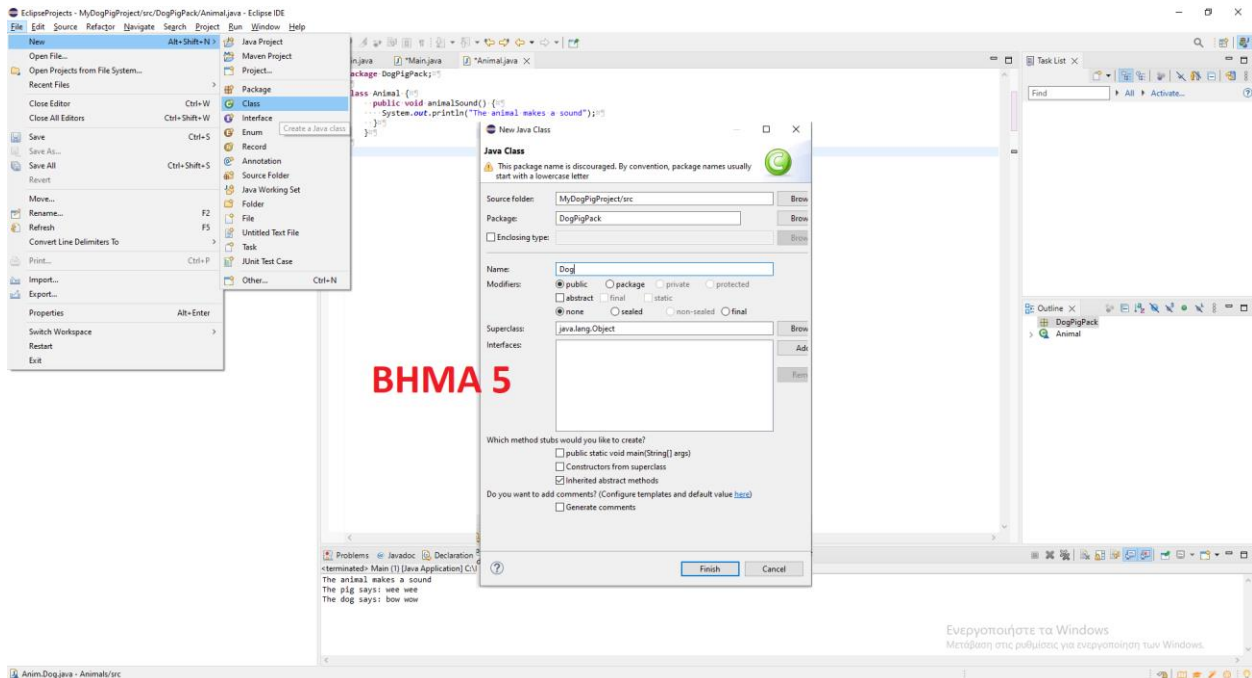 EclipseProjects - MyDogPigProject/src/DogPigPack/Animal.java - Eclipse IDE
File Edit Source Refactor Navigate Search Project Run Window Help
New Alt+Shift+N >
Open File...
Open Projects from File System...
Recent Files >
Close Editor Ctrl+W
Close All Editors Ctrl+Shift+W
Save Ctrl+S
Save As...
Save All Ctrl+Shift+S
Revert
Move...
Rename... F2
Refresh F5
Convert Line Delimiters To >
Print... Ctrl+P
Import...
Export...
Properties Alt+Enter
Switch Workspace >
Restart
Exit
Java Project
Maven Project
Project...
Package
Class
Interface
Enum
Record
Annotation
Source Folder
Java Working Set
Folder
File
Untitled Text File
Task
JUnit Test Case
Other... Ctrl+N
Create a Java class
in.java *Main.java *Animal.java
ackage DogPigPack;
lass Animal {
public void animalSound() {
System.out.println("The animal makes a sound");
}
}
New Java Class
Java Class
This package name is discouraged. By convention, package names usually
start with a lowercase letter
Source folder: MyDogPigProject/src Brow
Package: DogPigPack Brow
Enclosing type: Brow
Name: Dog
Modifiers: public package private protected
abstract final static
none sealed non-sealed final
Superclass: java.lang.Object Brow
Interfaces: Add
Rem
Which method stubs would you like to create?
public static void main(String[] args)
Constructors from superclass
Inherited abstract methods
Do you want to add comments? (Configure templates and default value here)
Generate comments
Finish Cancel
ΒΗΜΑ 5
Task List
Find All Activate...
Outline
DogPigPack
Animal
Problems Javadoc Declaration
<terminated> Main (1) [Java Application] C:\
The animal makes a sound
The pig says: wee wee
The dog says: bow wow
Ενεργοποιήστε τα Windows
Μετάβαση στις ρυθμίσεις για ενεργοποίηση των Windows.
Anim.Dog.java - Animals/src